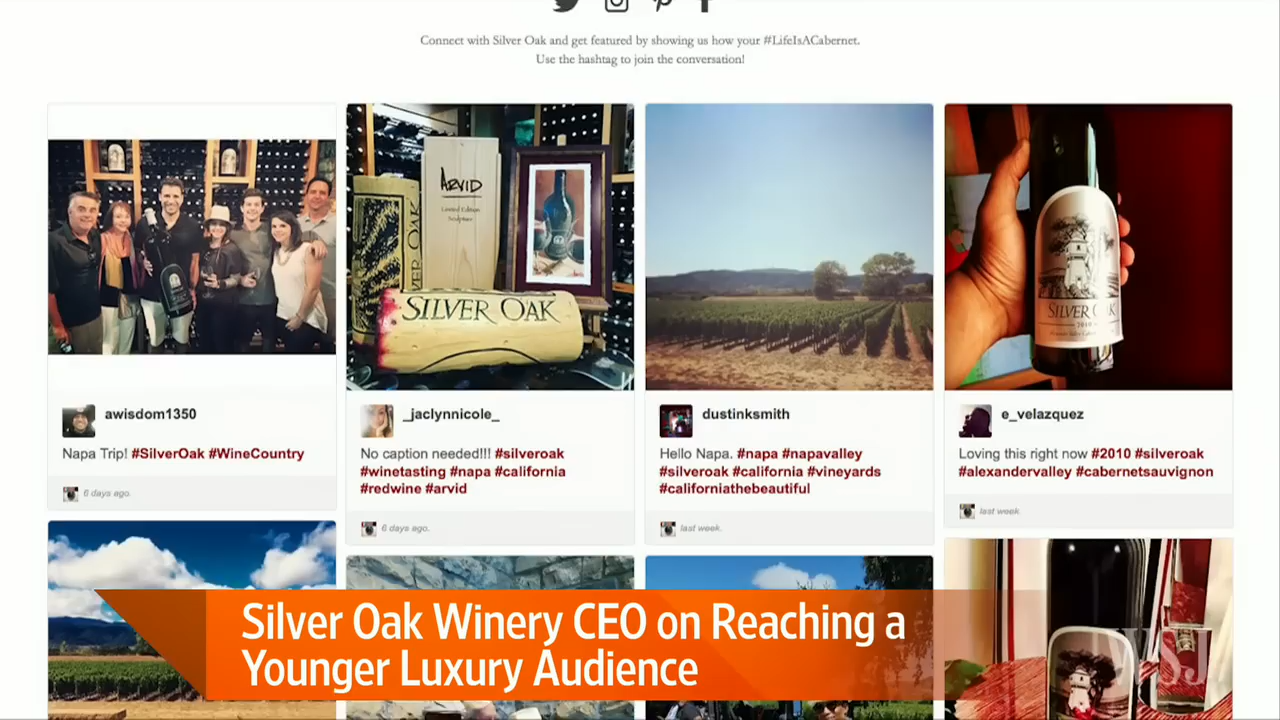 Connect with Silver Oak and get featured by showing us how your #LifeIsACabernet.
Use the hashtag to join the conversation!
ARVID
Limited Edition
Sculpture
SILVER OAK
SILVER OAK
2010
awisdom1350
Napa Trip! #SilverOak #WineCountry
6 days ago.
_jaclynnicole_
No caption needed!!! #silveroak
#winetasting #napa #california
#redwine #arvid
6 days ago.
dustinksmith
Hello Napa. #napa #napavalley
#silveroak #california #vineyards
#californiathebeautiful
last week.
e_velazquez
Loving this right now #2010 #silveroak
#alexandervalley #cabernetsauvignon
last week
Silver Oak Winery CEO on Reaching a
Younger Luxury Audience
WSJ